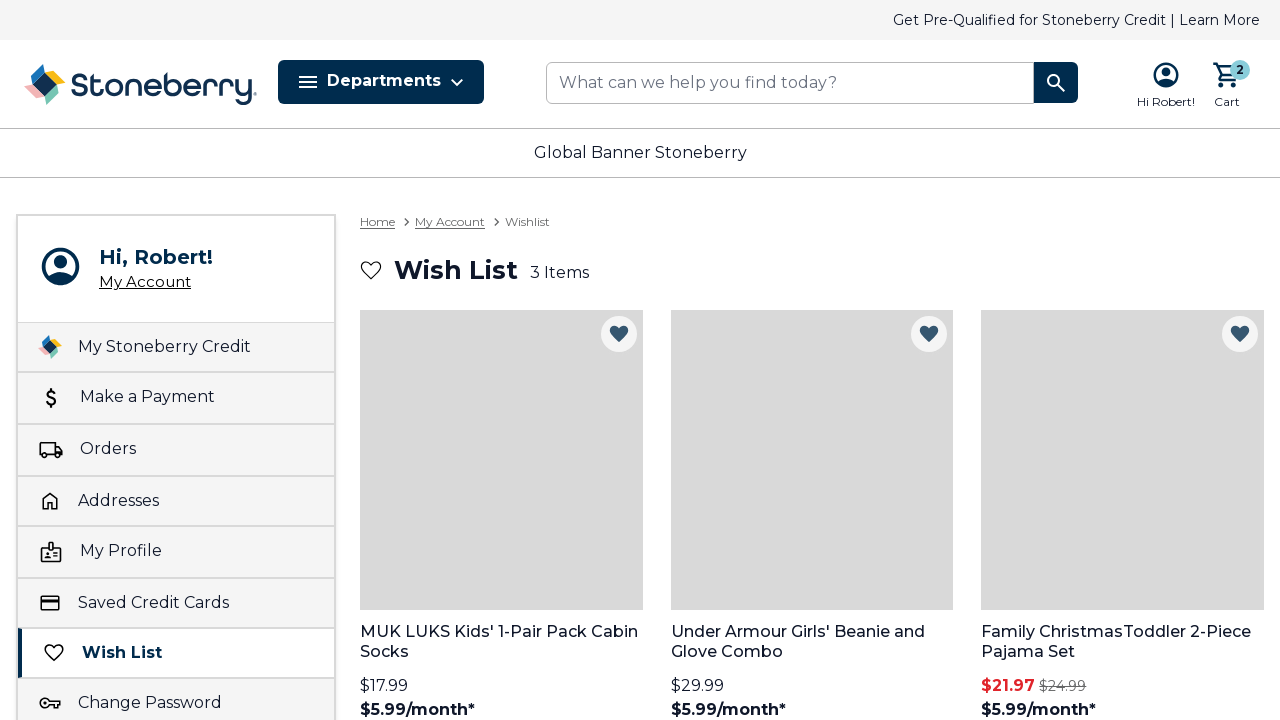 Get Pre-Qualified for Stoneberry Credit | Learn More
Stoneberry
Departments
What can we help you find today?
Hi Robert!
2
Cart
Global Banner Stoneberry
Hi, Robert!
My Account
My Stoneberry Credit
Make a Payment
Orders
Addresses
My Profile
Saved Credit Cards
Wish List
Change Password
Home > My Account > Wishlist
Wish List 3 Items
MUK LUKS Kids' 1-Pair Pack Cabin
Socks
$17.99
$5.99/month*
Under Armour Girls' Beanie and
Glove Combo
$29.99
$5.99/month*
Family ChristmasToddler 2-Piece
Pajama Set
$21.97 $24.99
$5.99/month*